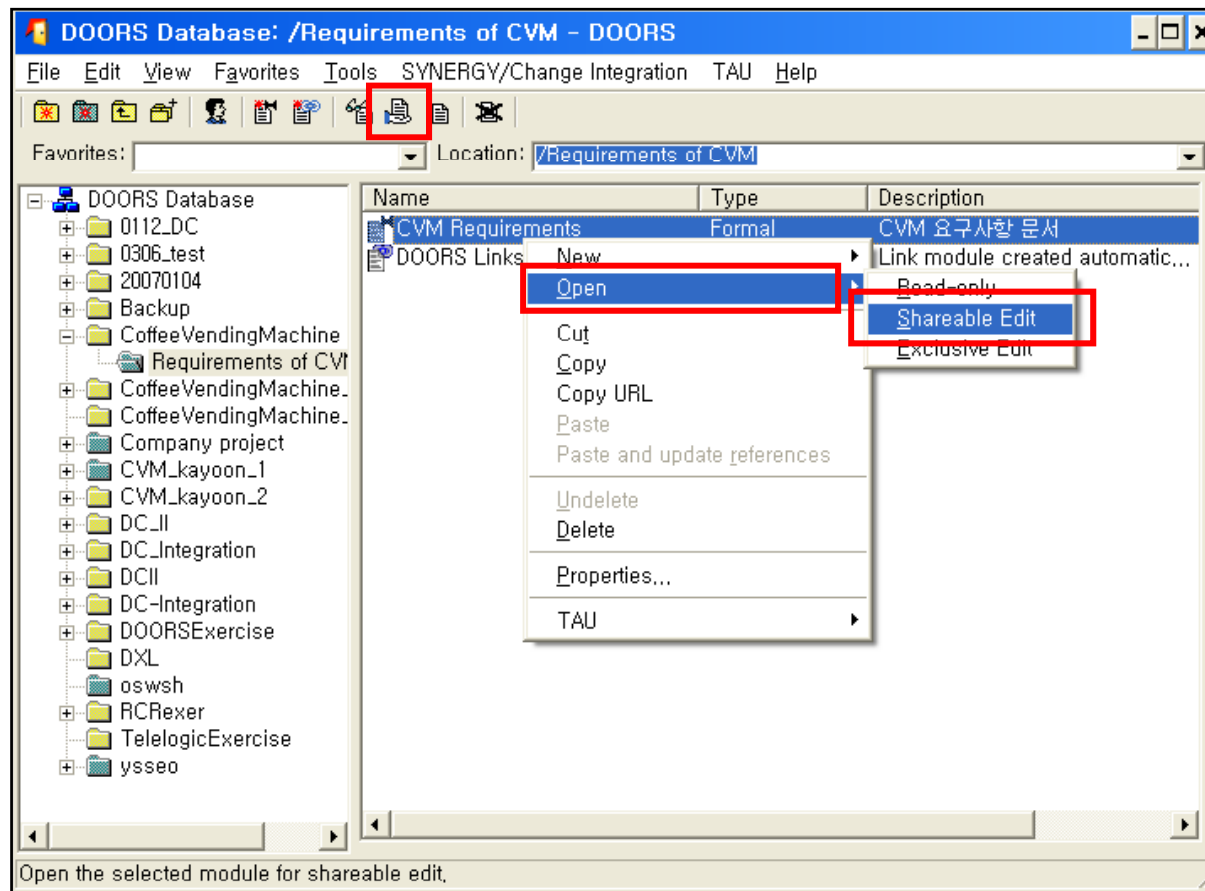 DOORS Database: /Requirements of CVM - DOORS
File Edit View Favorites Tools SYNERGY/Change Integration TAU Help
Favorites: Location: /Requirements of CVM
DOORS Database
0112_DC
0306_test
20070104
Backup
CoffeeVendingMachine
Requirements of CVM
CoffeeVendingMachine_
CoffeeVendingMachine_
Company project
CVM_kayoon_1
CVM_kayoon_2
DC_II
DC_Integration
DCII
DC-Integration
DOORSExercise
DXL
oswsh
RCRexer
TelelogicExercise
ysseo
Name Type Description
CVM Requirements Formal CVM 요구사항 문서
DOORS Links Link module created automatic...
New
Open
Cut
Copy
Copy URL
Paste
Paste and update references
Undelete
Delete
Properties...
TAU
Read-only
Shareable Edit
Exclusive Edit
Open the selected module for shareable edit.